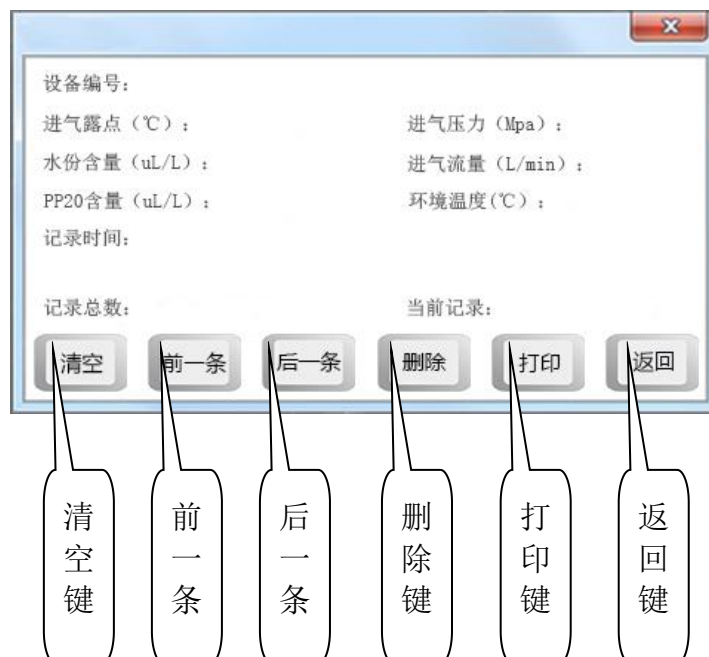 设备编号:
进气露点（℃）： 进气压力（Mpa）：
水份含量（uL/L）： 进气流量（L/min）：
PP20含量（uL/L）： 环境温度(℃）：
记录时间:
记录总数: 当前记录:
清空 前一条 后一条 删除 打印 返回
清空键
前一条
后一条
删除键
打印键
返回键